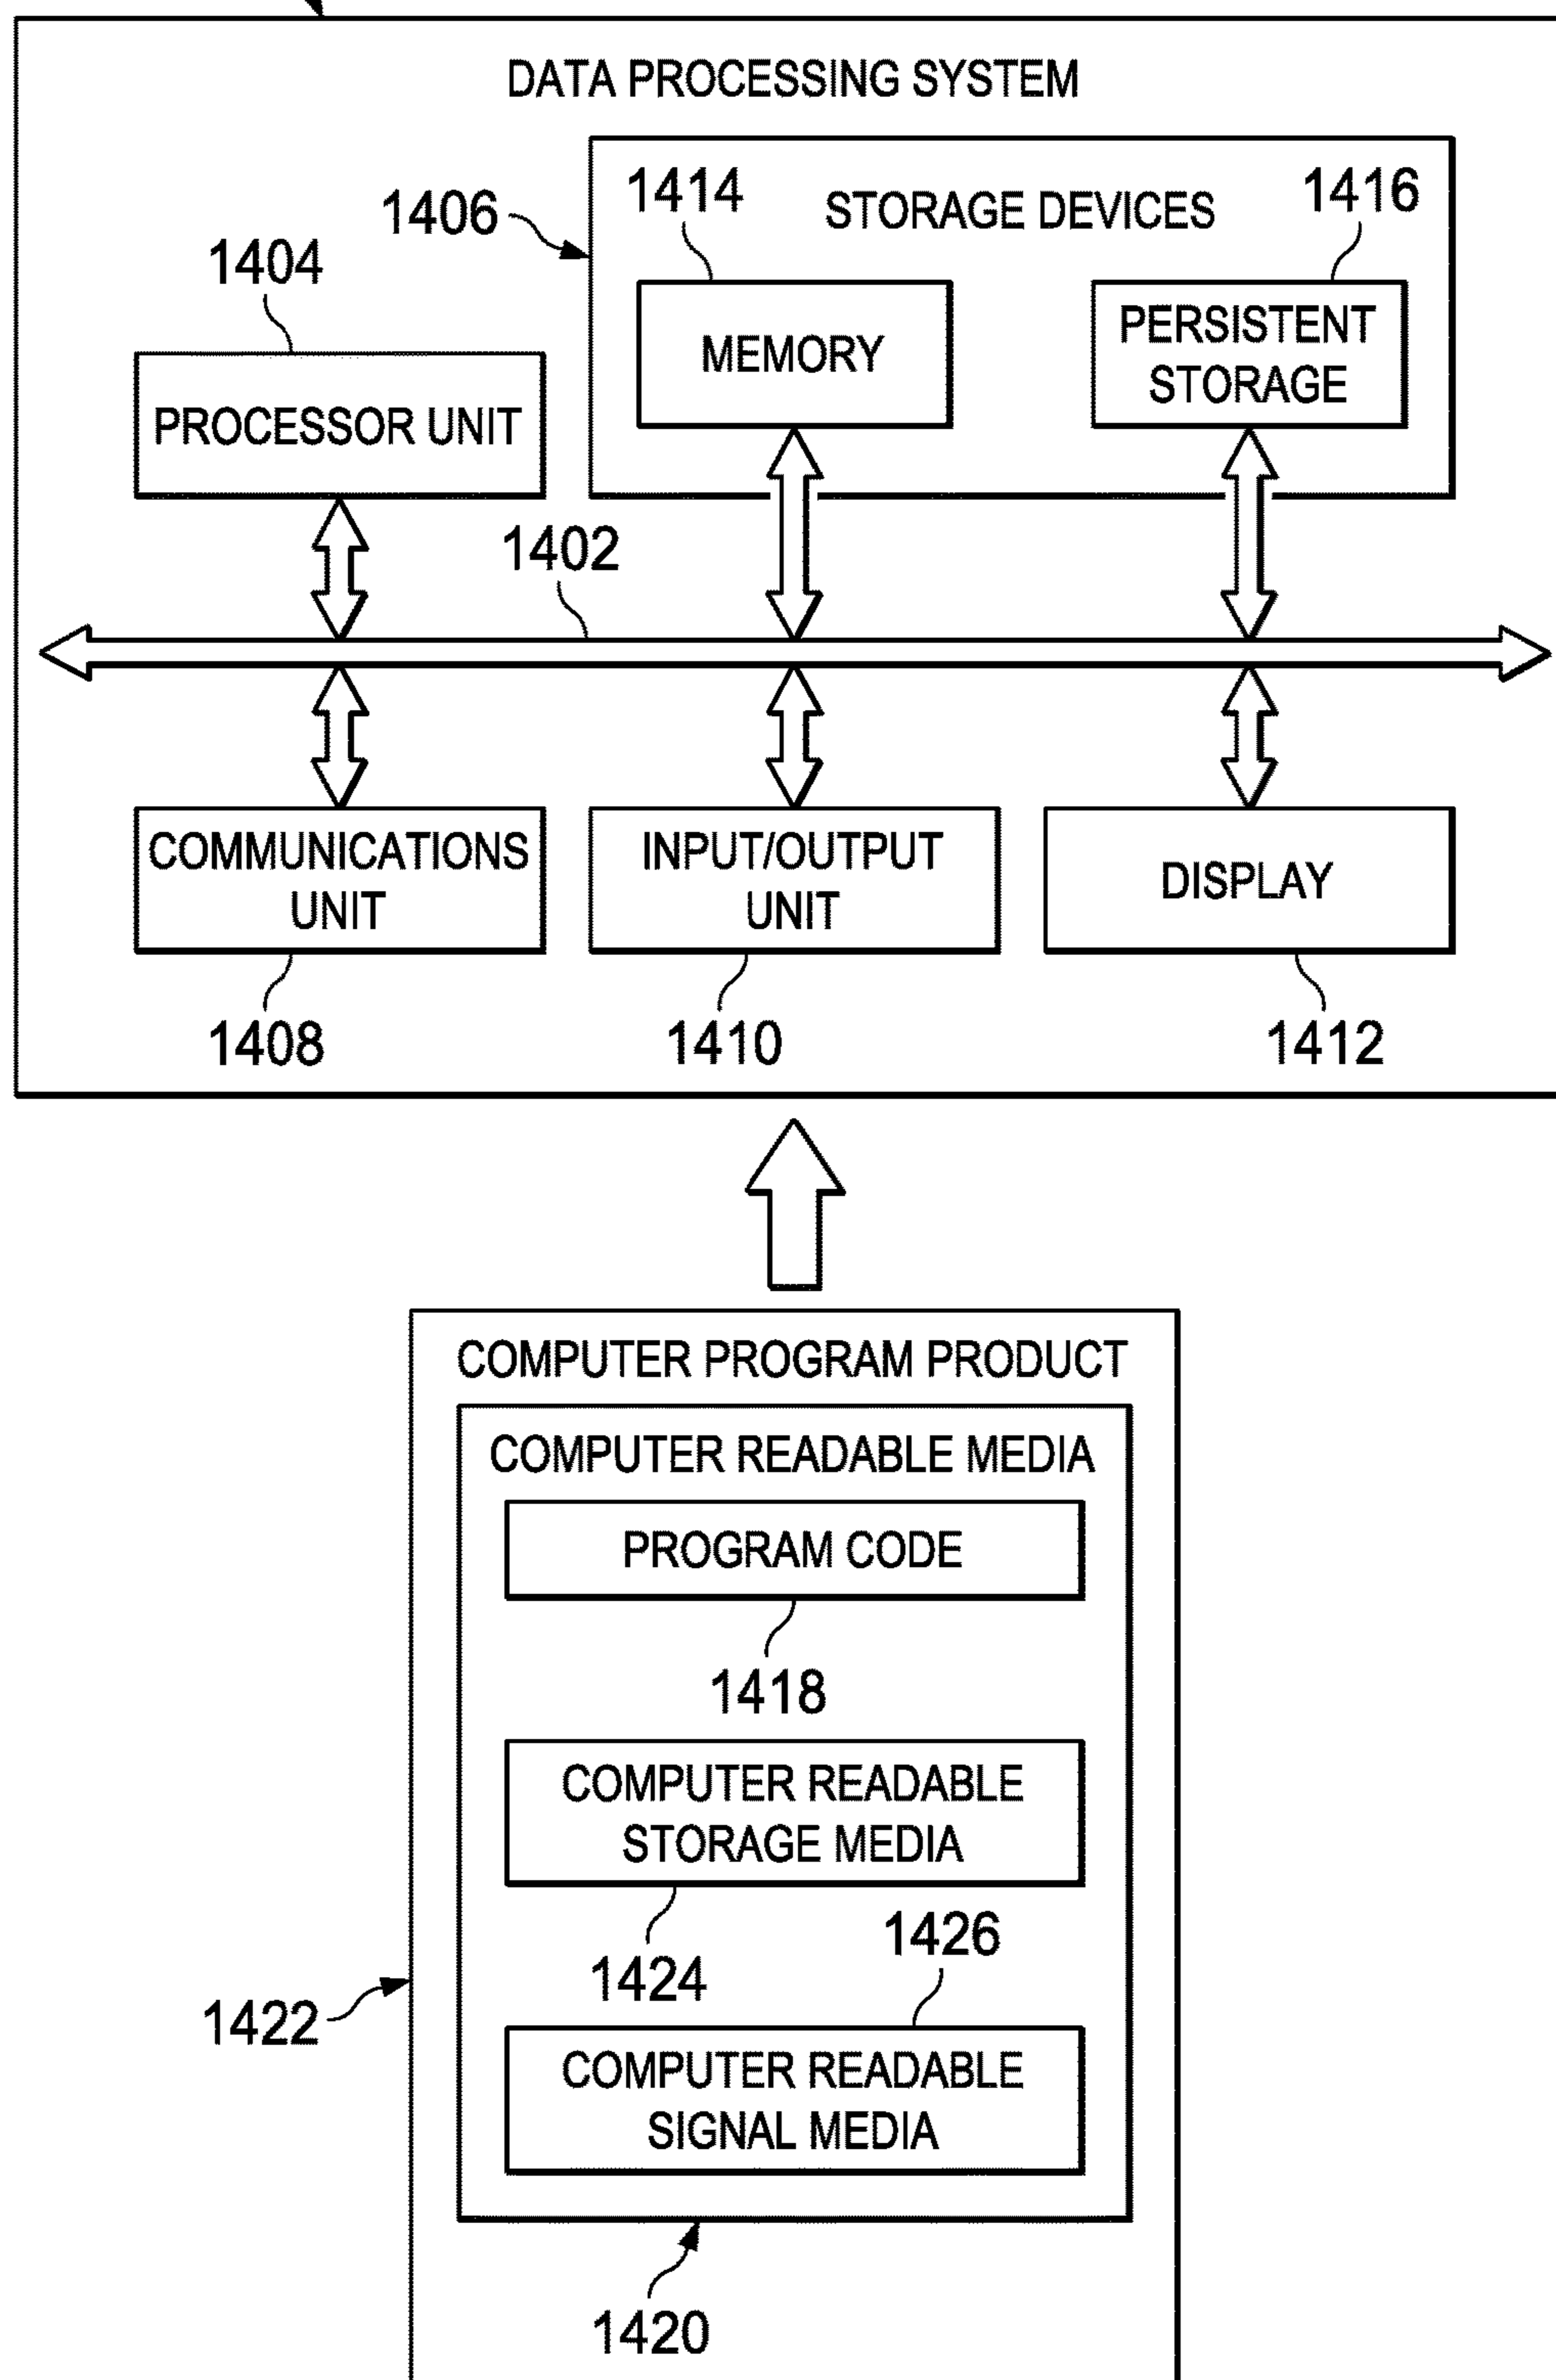 DATA PROCESSING SYSTEM
1406
1414
STORAGE DEVICES
1416
1404
MEMORY
PERSISTENT
STORAGE
PROCESSOR UNIT
1402
COMMUNICATIONS
UNIT
INPUT/OUTPUT
UNIT
DISPLAY
1408
1410
1412
COMPUTER PROGRAM PRODUCT
COMPUTER READABLE MEDIA
PROGRAM CODE
1418
COMPUTER READABLE
STORAGE MEDIA
1424
1426
1422
COMPUTER READABLE
SIGNAL MEDIA
1420